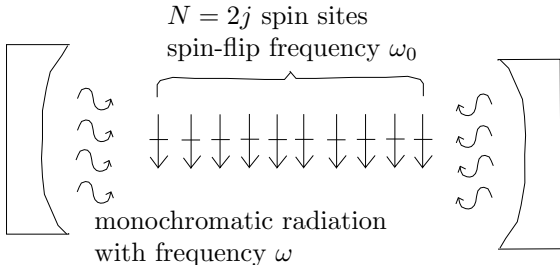 N = 2j spin sites
spin-flip frequency ω₀
monochromatic radiation
with frequency ω